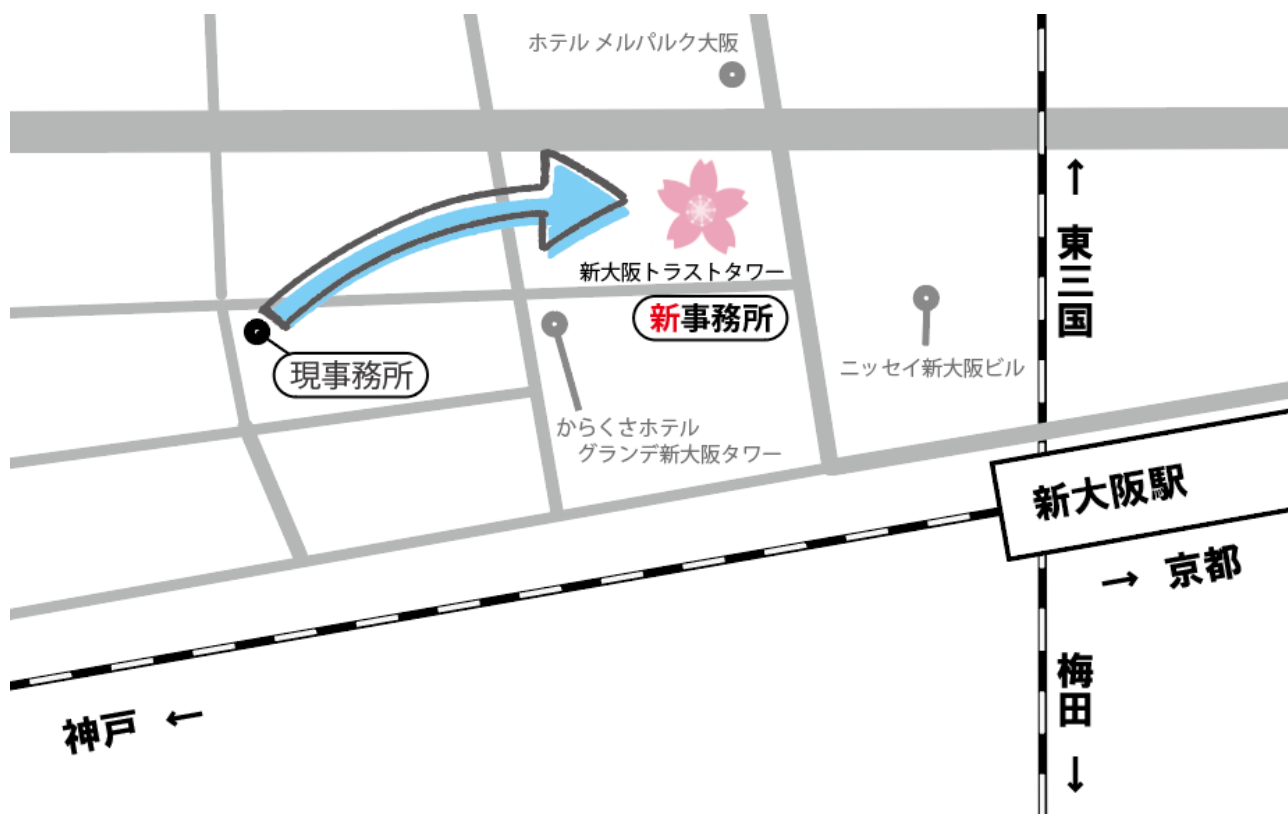 ホテル メルパルク大阪
↑
東三国
新大阪トラストタワー
新事務所
現事務所
ニッセイ新大阪ビル
からくさホテル
グランデ新大阪タワー
新大阪駅
→ 京都
梅田
↓
神戸 ←